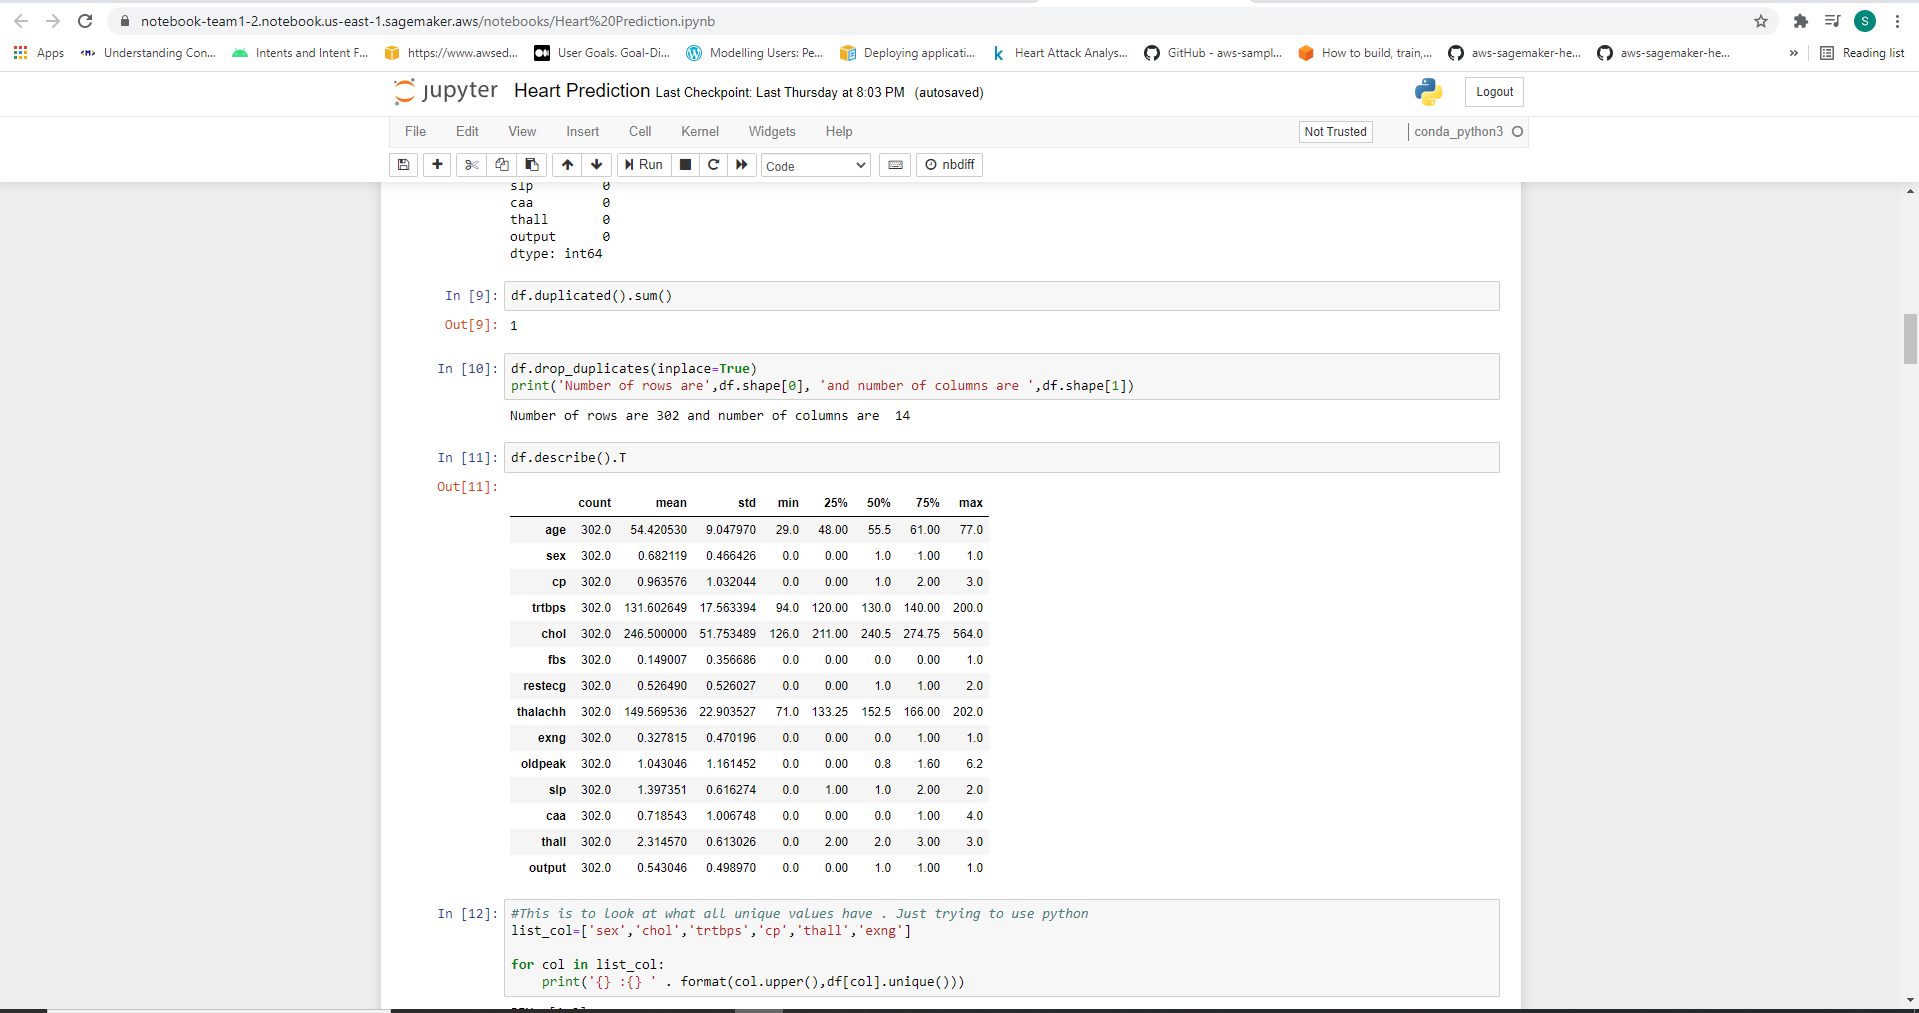 notebook-team1-2.notebook.us-east-1.sagemaker.aws/notebooks/Heart%20Prediction.ipynb
S
Apps Understanding Con... Intents and Intent F... https://www.awsed... User Goals. Goal-Di... Modelling Users: Pe... Deploying applicati... k Heart Attack Analys... GitHub - aws-sampl... How to build, train,... aws-sagemaker-he... aws-sagemaker-he... » Reading list
jupyter Heart Prediction Last Checkpoint: Last Thursday at 8:03 PM (autosaved) Logout
File Edit View Insert Cell Kernel Widgets Help Not Trusted conda_python3
Run Code nbdiff
slp 0
caa 0
thall 0
output 0
dtype: int64
In [9]: df.duplicated().sum()
Out[9]: 1
In [10]: df.drop_duplicates(inplace=True)
print('Number of rows are',df.shape[0], 'and number of columns are ',df.shape[1])
Number of rows are 302 and number of columns are  14
In [11]: df.describe().T
Out[11]:
count mean std min 25% 50% 75% max
age 302.0 54.420530 9.047970 29.0 48.00 55.5 61.00 77.0
sex 302.0 0.682119 0.466426 0.0 0.00 1.0 1.00 1.0
cp 302.0 0.963576 1.032044 0.0 0.00 1.0 2.00 3.0
trtbps 302.0 131.602649 17.563394 94.0 120.00 130.0 140.00 200.0
chol 302.0 246.500000 51.753489 126.0 211.00 240.5 274.75 564.0
fbs 302.0 0.149007 0.356686 0.0 0.00 0.0 0.00 1.0
restecg 302.0 0.526490 0.526027 0.0 0.00 1.0 1.00 2.0
thalachh 302.0 149.569536 22.903527 71.0 133.25 152.5 166.00 202.0
exng 302.0 0.327815 0.470196 0.0 0.00 0.0 1.00 1.0
oldpeak 302.0 1.043046 1.161452 0.0 0.00 0.8 1.60 6.2
slp 302.0 1.397351 0.616274 0.0 1.00 1.0 2.00 2.0
caa 302.0 0.718543 1.006748 0.0 0.00 0.0 1.00 4.0
thall 302.0 2.314570 0.613026 0.0 2.00 2.0 3.00 3.0
output 302.0 0.543046 0.498970 0.0 0.00 1.0 1.00 1.0
In [12]: #This is to look at what all unique values have . Just trying to use python
list_col=['sex','chol','trtbps','cp','thall','exng']
for col in list_col:
print('{} :{} ' . format(col.upper(),df[col].unique()))